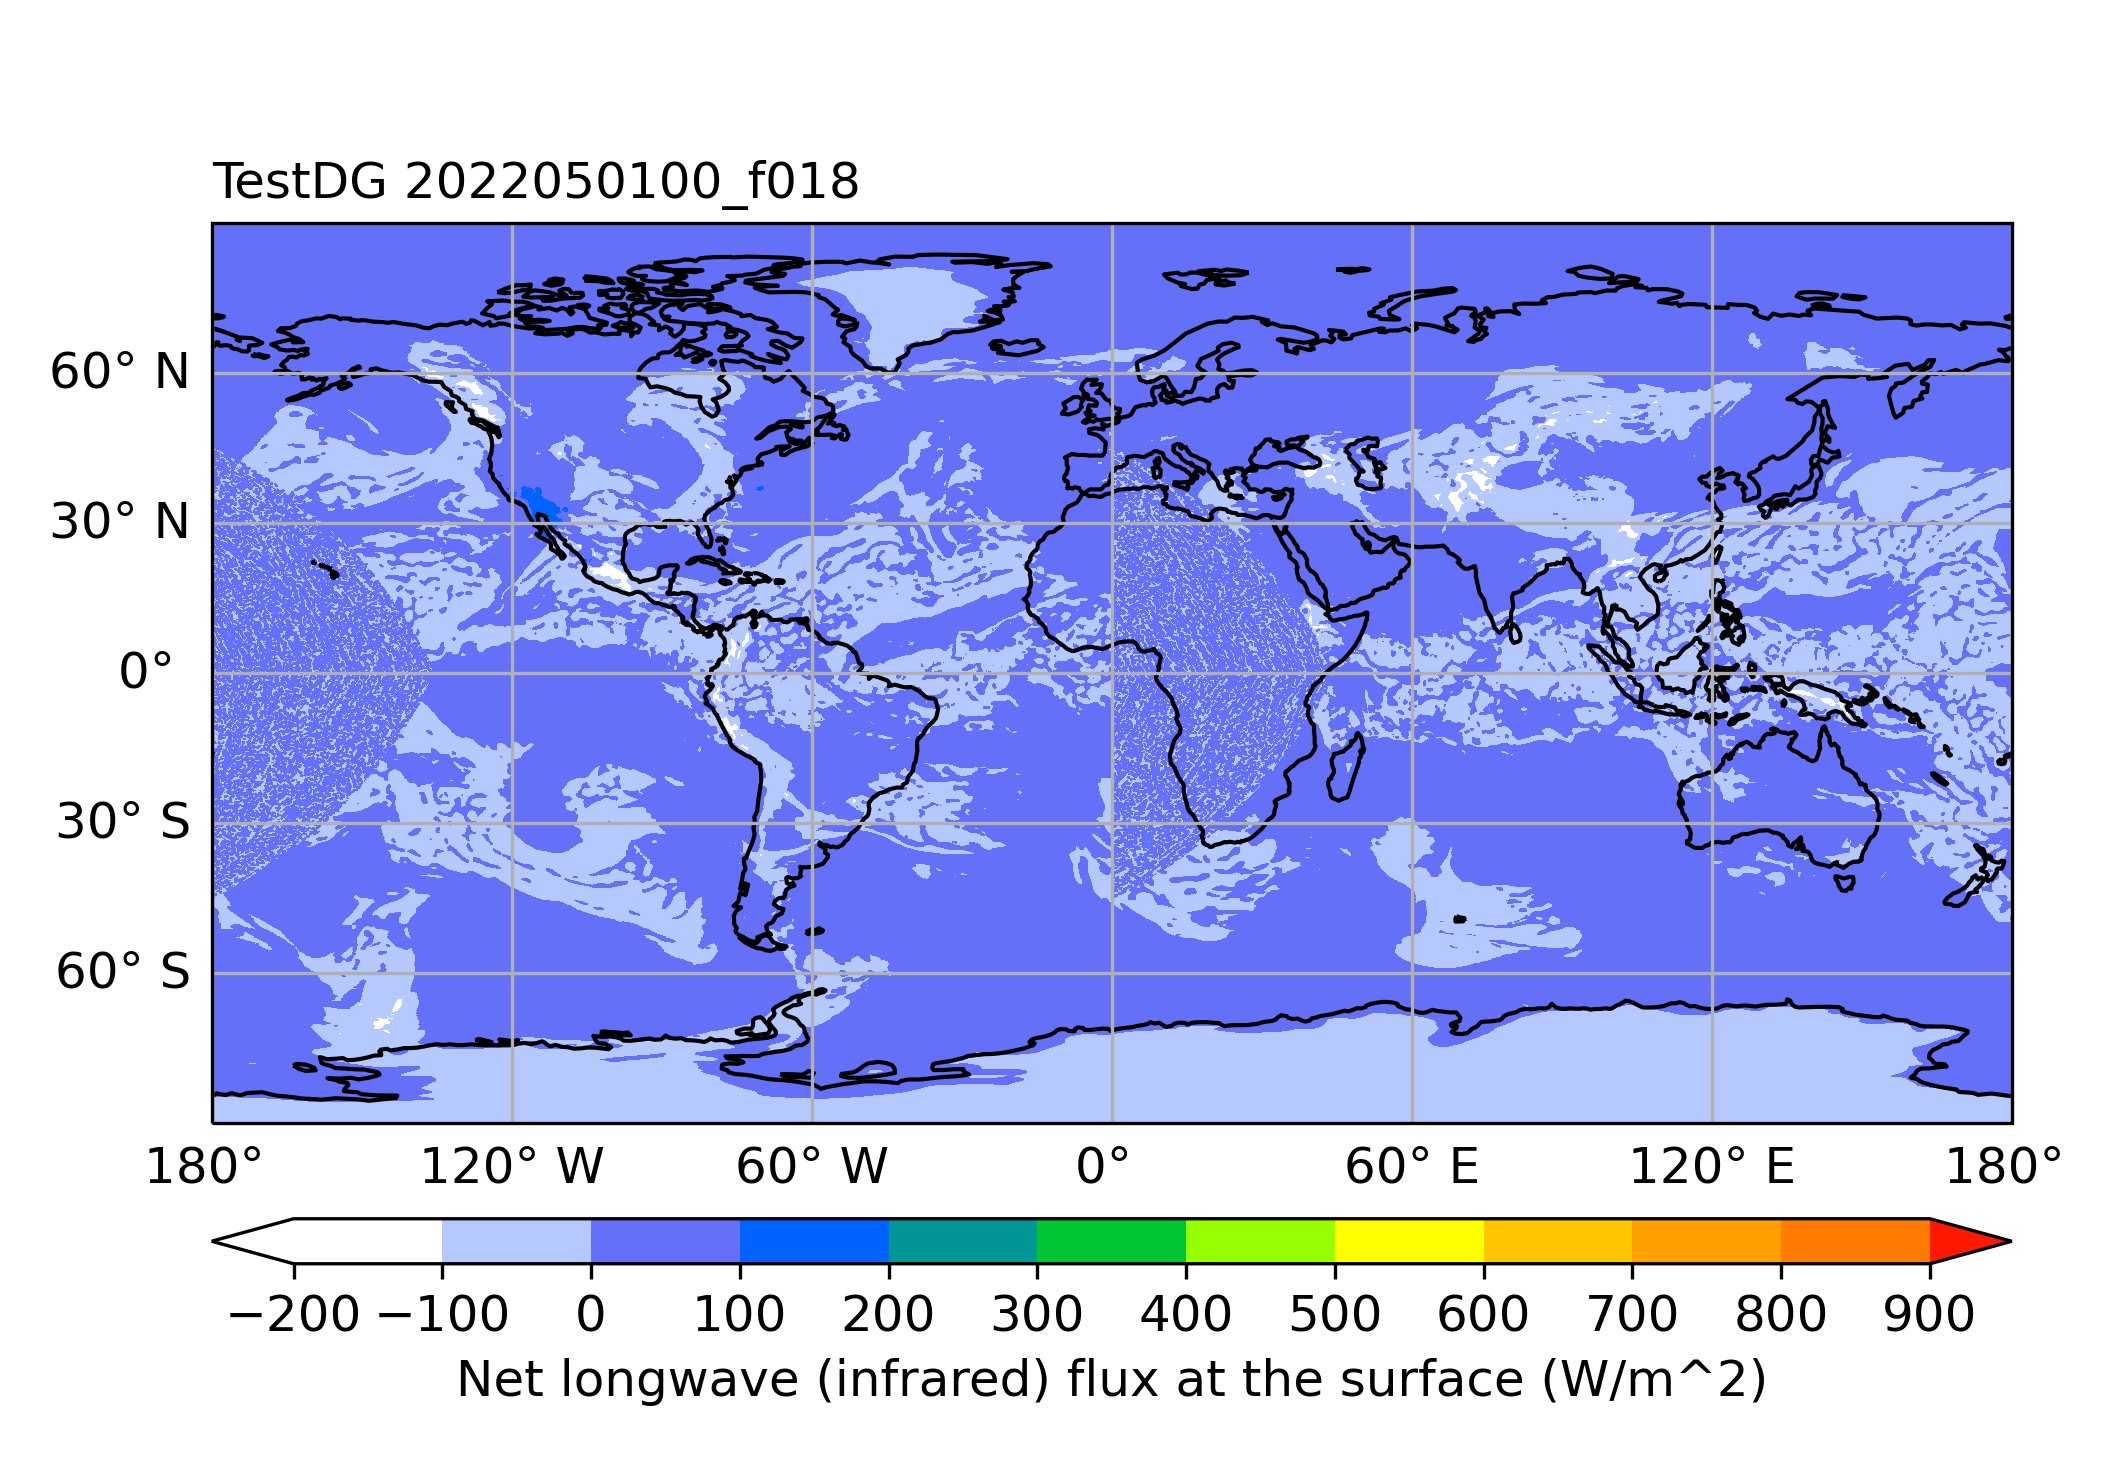 TestDG 2022050100_f018
60° N
30° N
0°
30° S
60° S
180° 120° W 60° W 0° 60° E 120° E 180°
−200 −100 0 100 200 300 400 500 600 700 800 900
Net longwave (infrared) flux at the surface (W/m^2)